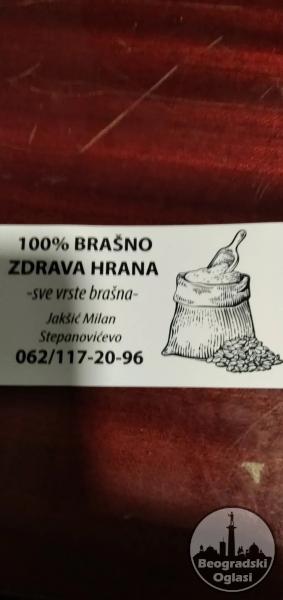 100% BRAŠNO
ZDRAVA HRANA
-sve vrste brašna-
Jakšić Milan
Stepanovićevo
062/117-20-96
Beogradski
Oglasi